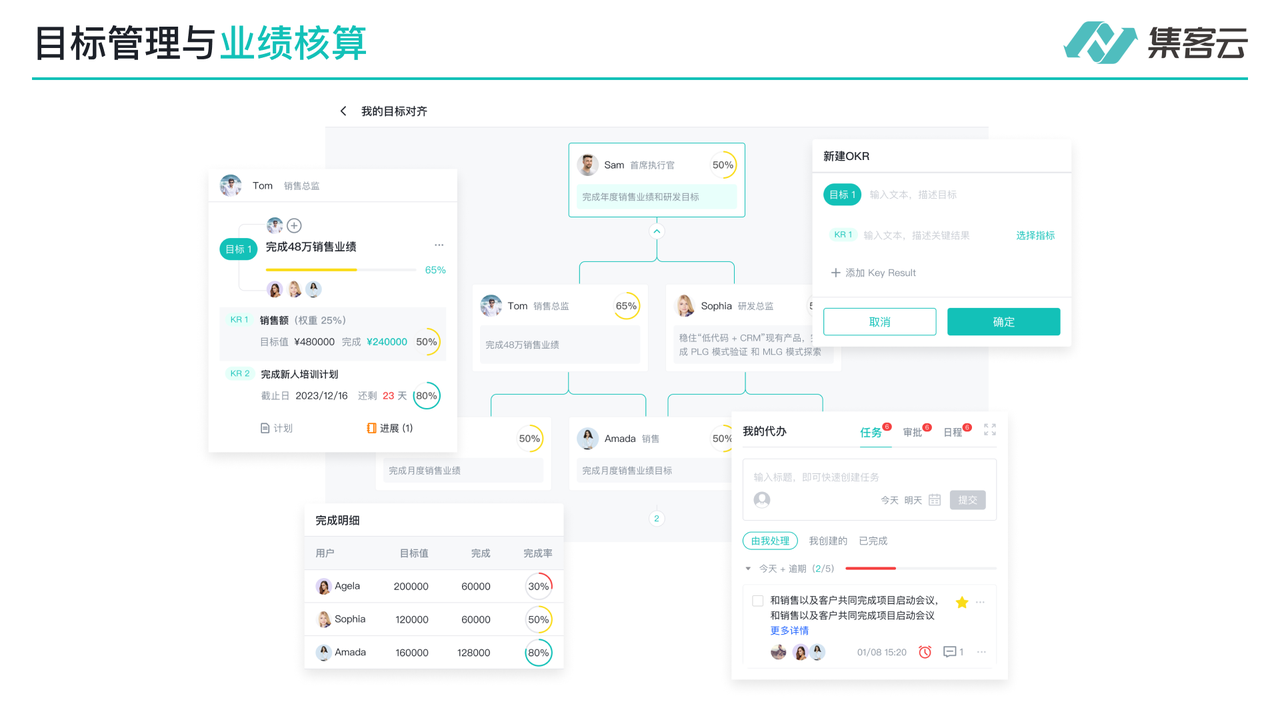 目标管理与业绩核算
集客云
我的目标对齐
Sam 首席执行官 50%
完成年度销售业绩和研发目标
Tom 销售总监 65%
完成48万销售业绩
Sophia 研发总监
稳住“低代码 + CRM”现有产品,
成 PLG 模式验证 和 MLG 模式探索
50%
完成月度销售业绩
Amada 销售 50%
完成月度销售业绩目标
2
Tom 销售总监
目标 1 完成48万销售业绩
65%
KR 1 销售额 (权重 25%)
目标值 ¥480000 完成 ¥240000 50%
KR 2 完成新人培训计划
截止日 2023/12/16 还剩 23 天 80%
计划 进展 (1)
新建OKR
目标 1 输入文本，描述目标
KR 1 输入文本，描述关键结果 选择指标
添加 Key Result
取消 确定
完成明细
用户 目标值 完成 完成率
Agela 200000 60000 30%
Sophia 120000 60000 50%
Amada 160000 128000 80%
我的代办 任务 审批 日程
输入标题，即可快速创建任务
今天 明天 提交
由我处理 我创建的 已完成
今天 + 逾期 (2/5)
和销售以及客户共同完成项目启动会议，
和销售以及客户共同完成项目启动会议
更多详情
01/08 15:20 1